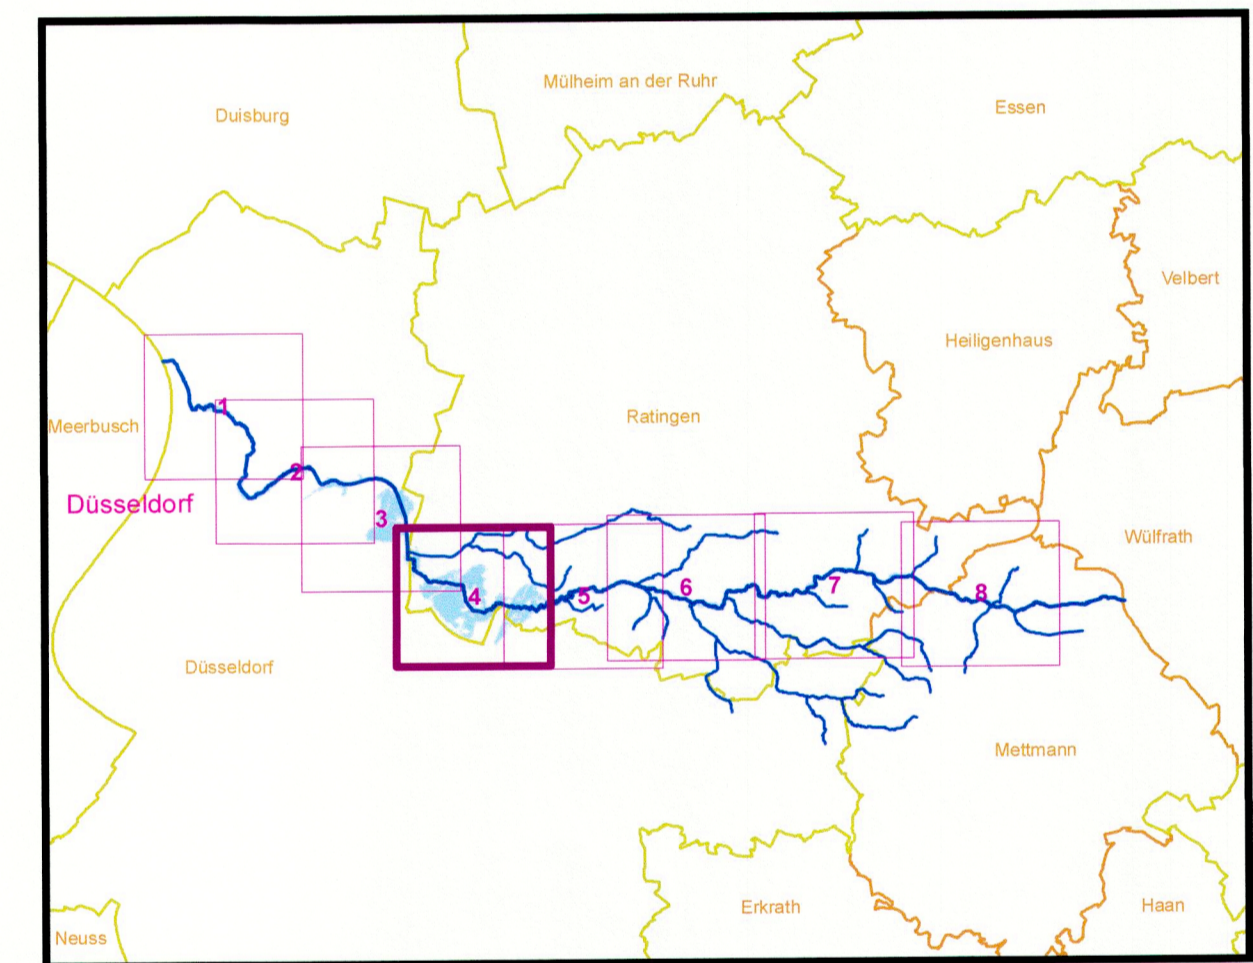 Mülheim an der Ruhr
Duisburg
Essen
Velbert
Heiligenhaus
1
Ratingen
Meerbusch
2
Düsseldorf
3
Wülfrath
7
6
8
4
5
Düsseldorf
Mettmann
Erkrath
Haan
Neuss